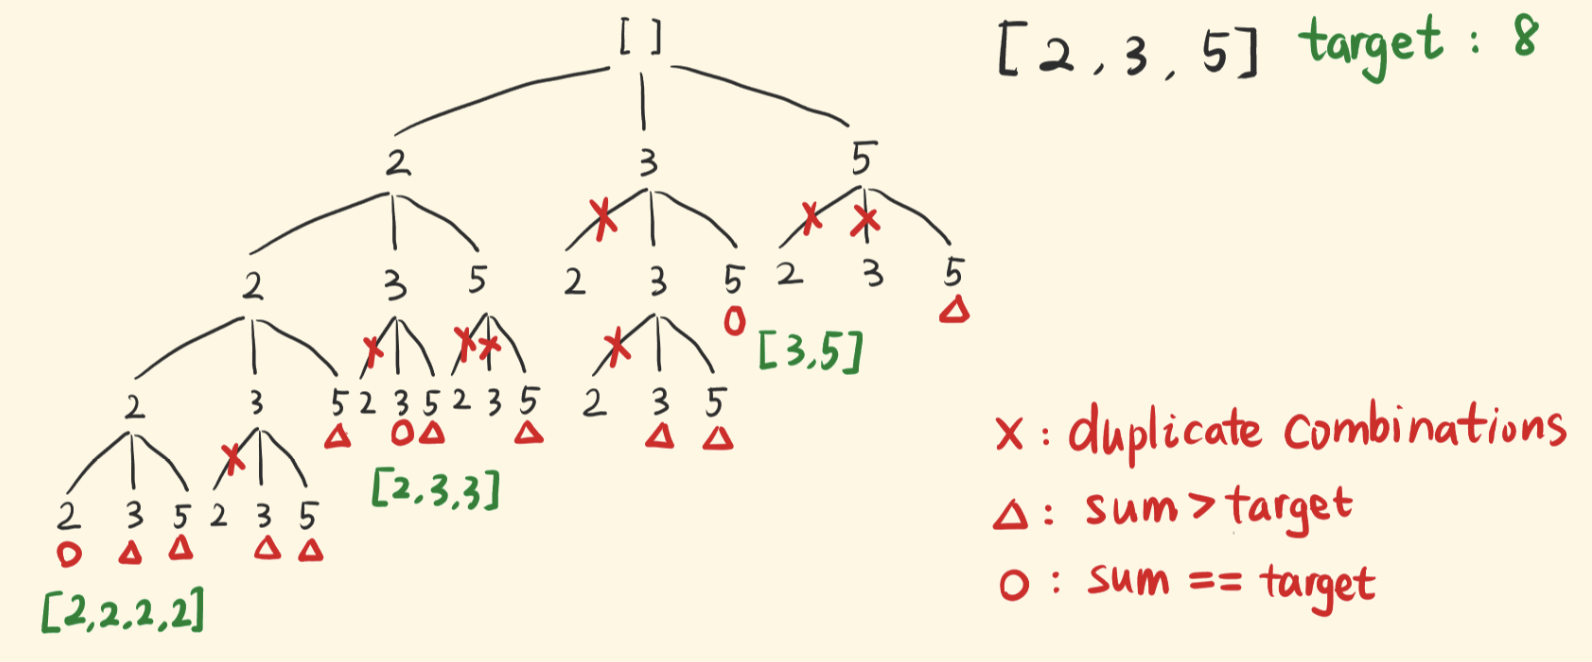 [ ]
[2, 3, 5] target : 8
2 3 5
2 3 5 2 3 5 2 3 5
△
O
[3,5]
2 3 5 2 3 5 2 3 5 2 3 5
△ O △ △ △ △
x : duplicate combinations
[2,3,3]
2 3 5 2 3 5
△ : sum > target
O △ △ △ △
O : sum == target
[2,2,2,2]